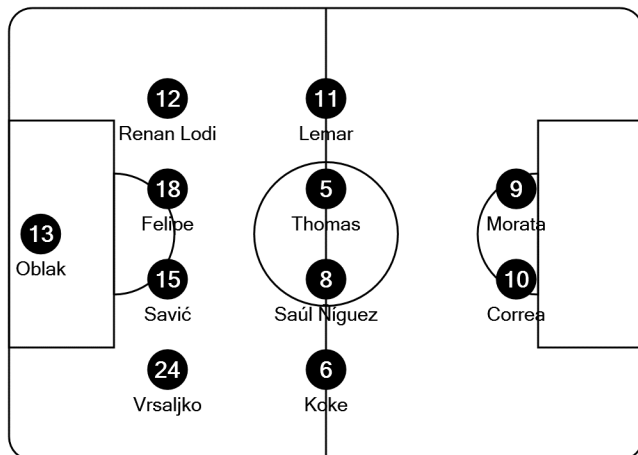 12
Renan Lodi
11
Lemar
18
Felipe
5
Thomas
9
Morata
13
Oblak
15
Savić
8
Saúl Níguez
10
Correa
24
Vrsaljko
6
Koke